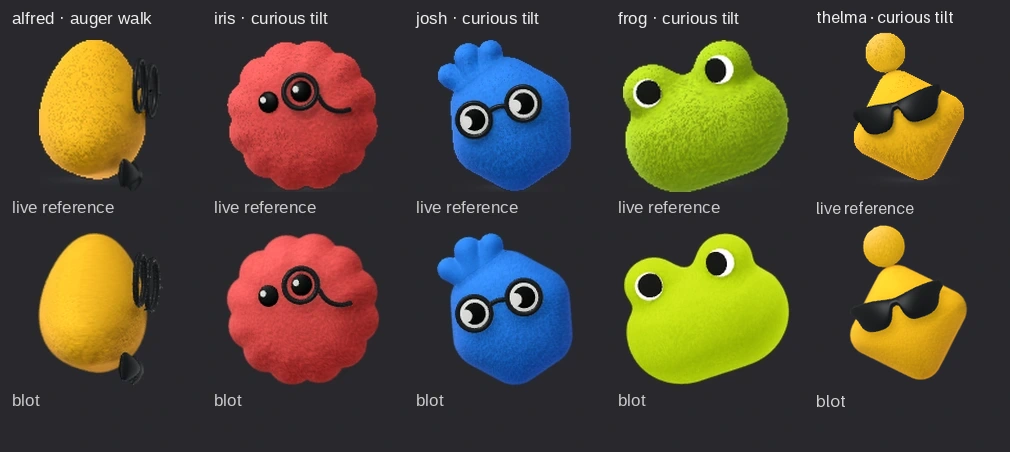 alfred · auger walk
iris · curious tilt
josh · curious tilt
frog · curious tilt
thelma · curious tilt
live reference
live reference
live reference
live reference
live reference
blot
blot
blot
blot
blot